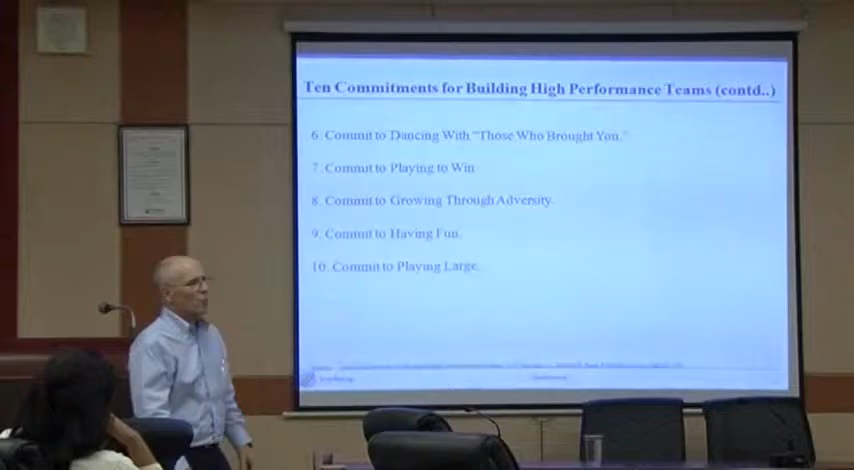 Ten Commitments for Building High Performance Teams (contd..)
6. Commit to Dancing With "Those Who Brought You."
7. Commit to Playing to Win
8. Commit to Growing Through Adversity.
9. Commit to Having Fun.
10. Commit to Playing Large.